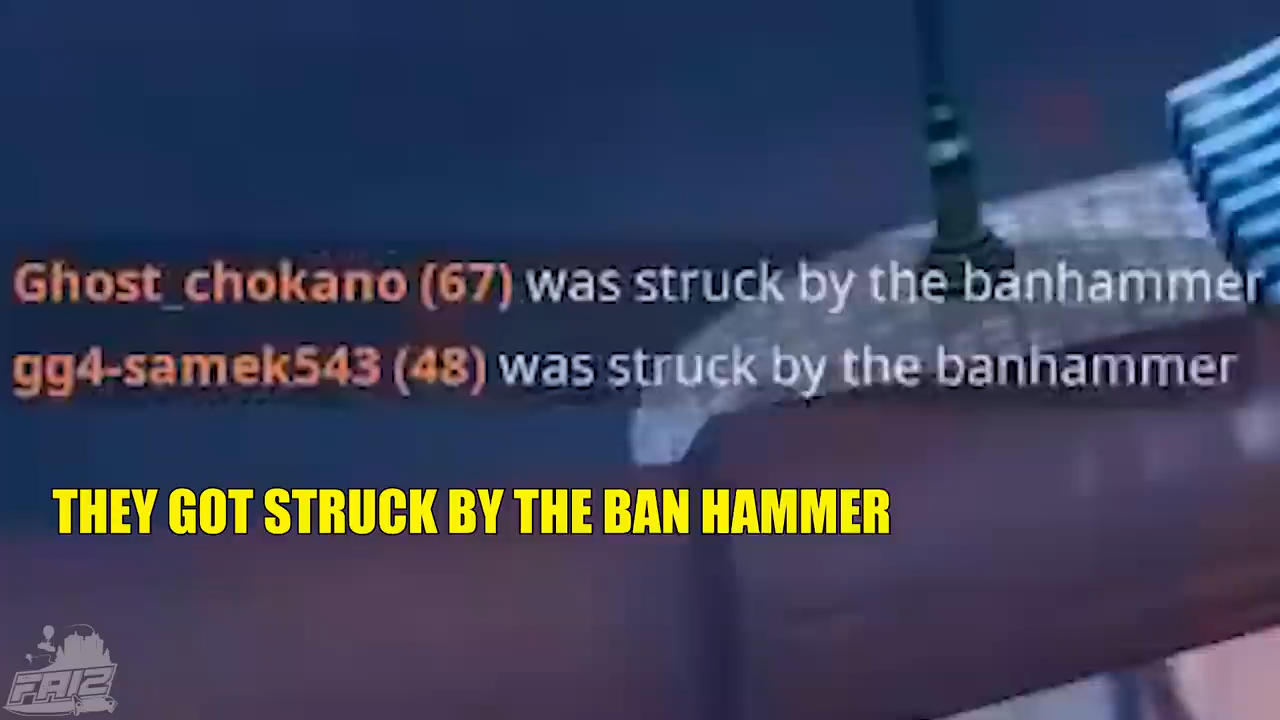 Ghost_chokano (67) was struck by the banhammer
gg4-samek543 (48) was struck by the banhammer
THEY GOT STRUCK BY THE BAN HAMMER
FAIZ